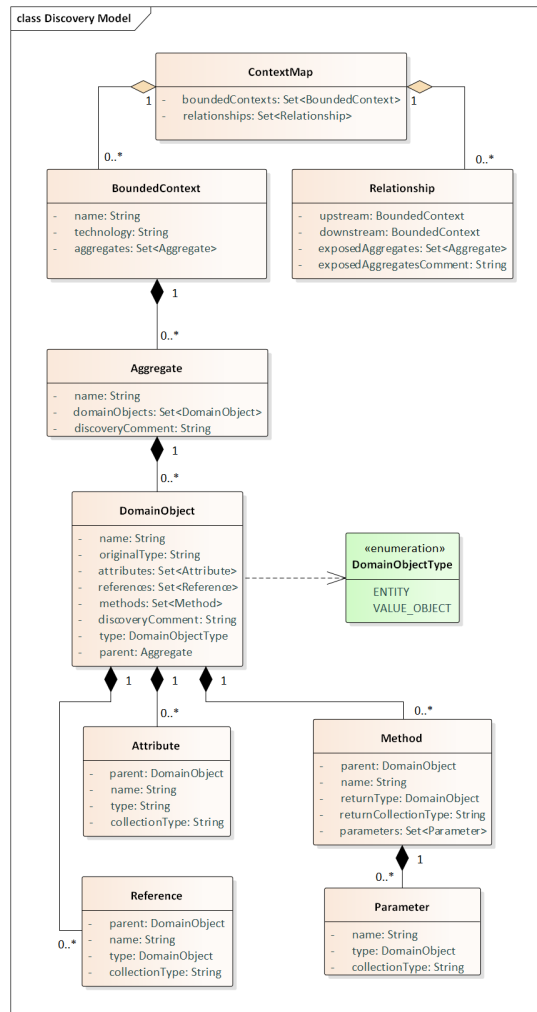 class Discovery Model
ContextMap
- boundedContexts: Set<BoundedContext>
- relationships: Set<Relationship>
1
1
0..*
0..*
BoundedContext
- name: String
- technology: String
- aggregates: Set<Aggregate>
Relationship
- upstream: BoundedContext
- downstream: BoundedContext
- exposedAggregates: Set<Aggregate>
- exposedAggregatesComment: String
1
0..*
Aggregate
- name: String
- domainObjects: Set<DomainObject>
- discoveryComment: String
1
0..*
DomainObject
- name: String
- originalType: String
- attributes: Set<Attribute>
- references: Set<Reference>
- methods: Set<Method>
- discoveryComment: String
- type: DomainObjectType
- parent: Aggregate
«enumeration»
DomainObjectType
ENTITY
VALUE_OBJECT
1
1
1
0..*
0..*
Attribute
- parent: DomainObject
- name: String
- type: String
- collectionType: String
Method
- parent: DomainObject
- name: String
- returnType: DomainObject
- returnCollectionType: String
- parameters: Set<Parameter>
1
0..*
Reference
- parent: DomainObject
- name: String
- type: DomainObject
- collectionType: String
0..*
Parameter
- name: String
- type: DomainObject
- collectionType: String